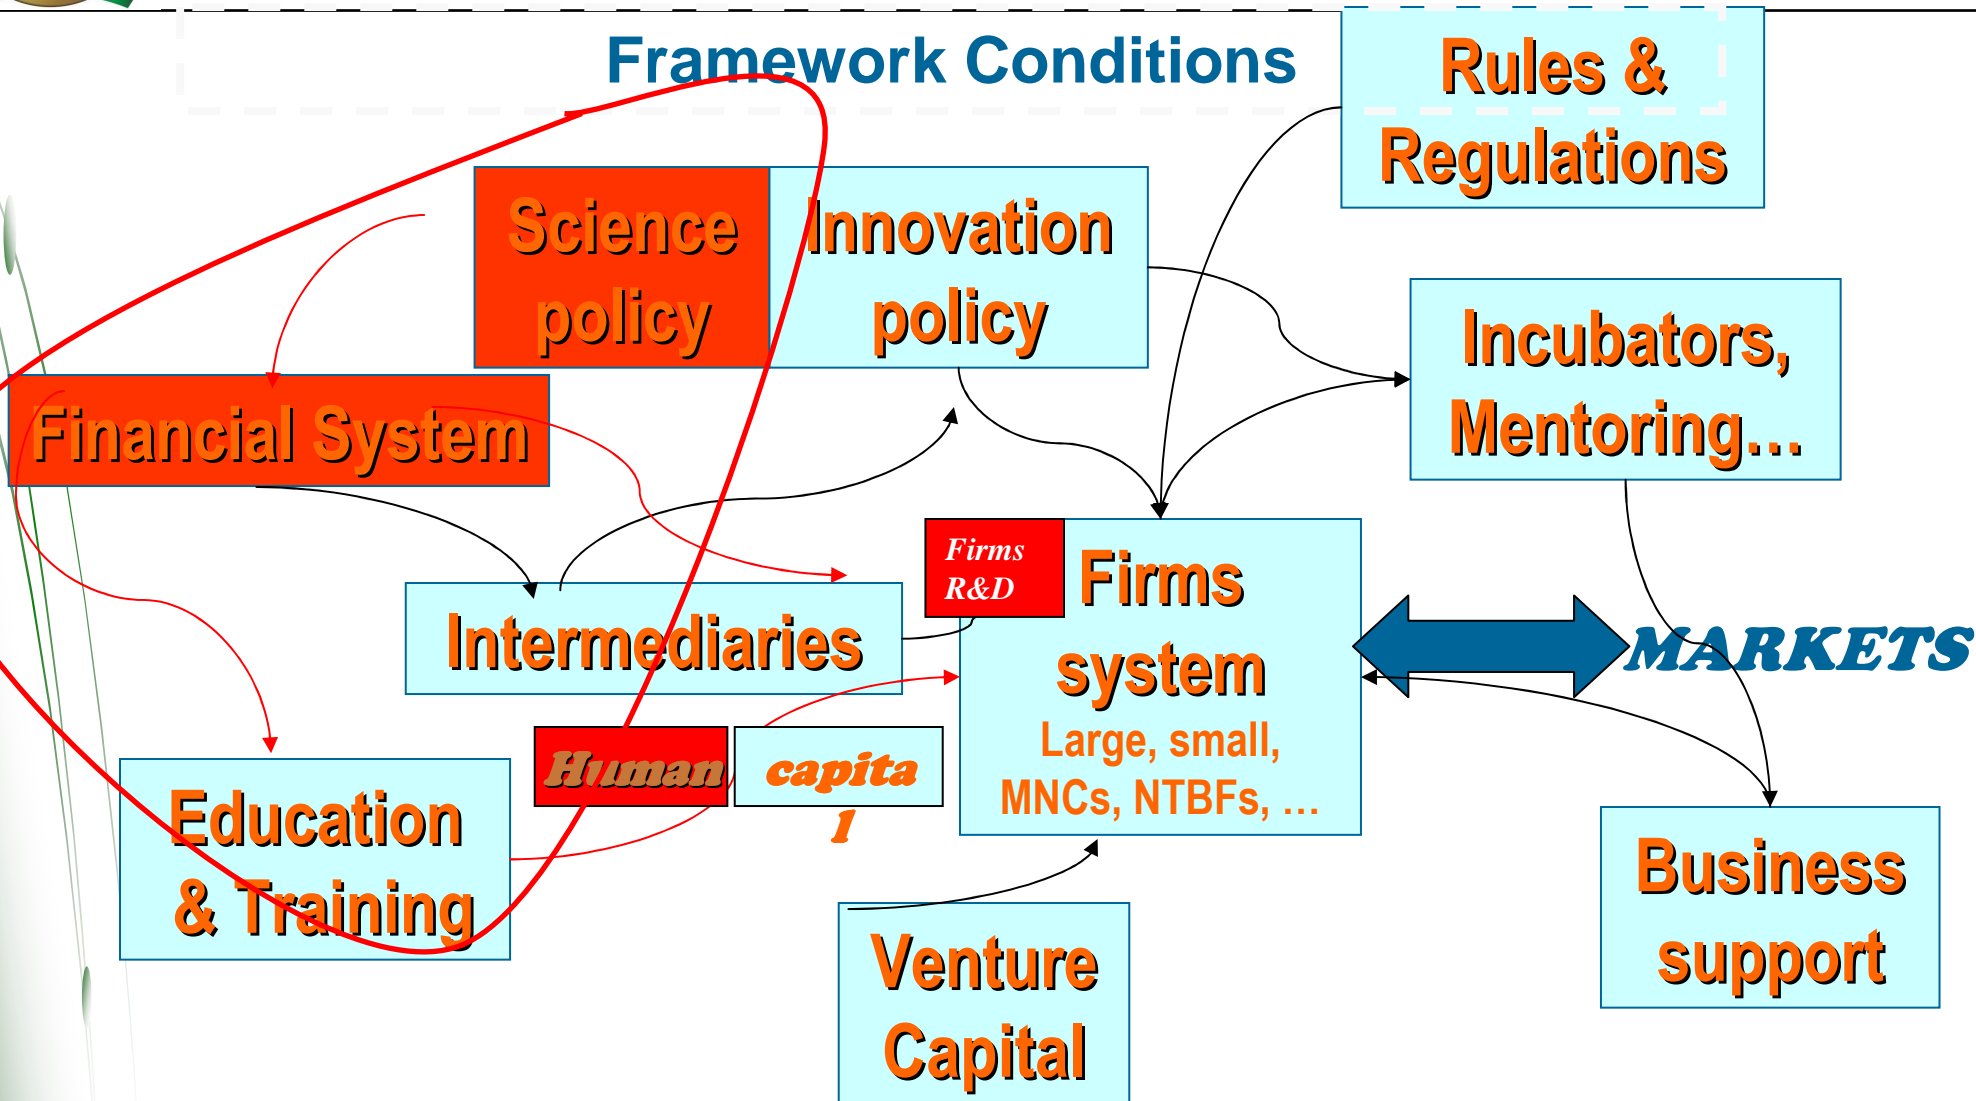 Framework Conditions
Rules &
Regulations
Science
policy
Innovation
policy
Incubators,
Mentoring…
Financial System
Firms
R&D
Firms
system
Large, small,
MNCs, NTBFs, …
Intermediaries
MARKETS
Human
capita
l
Education
& Training
Business
support
Venture
Capital